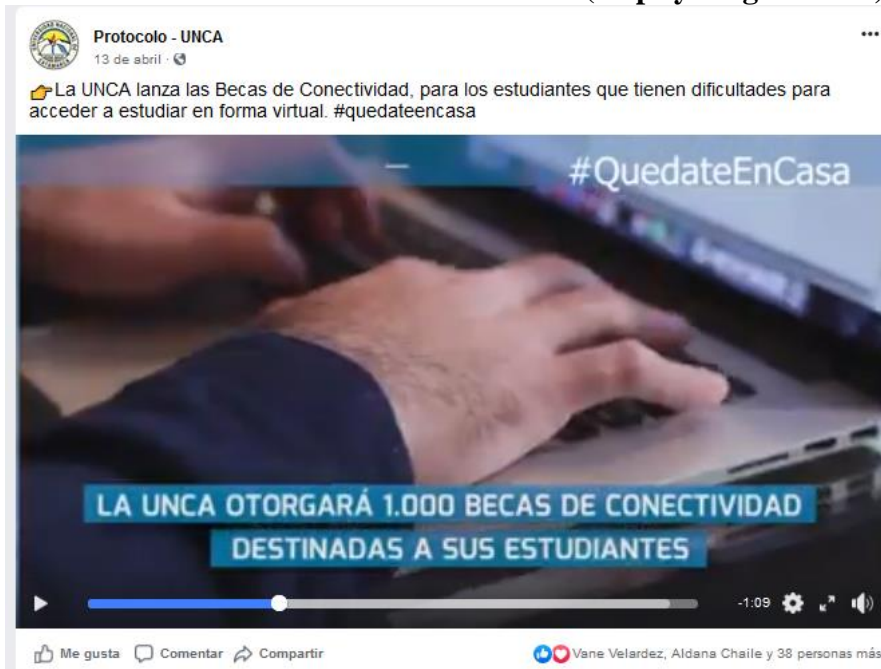 Protocolo - UNCA
13 de abril ·
La UNCA lanza las Becas de Conectividad, para los estudiantes que tienen dificultades para
acceder a estudiar en forma virtual. #quedateencasa
#QuedateEnCasa
LA UNCA OTORGARÁ 1.000 BECAS DE CONECTIVIDAD
DESTINADAS A SUS ESTUDIANTES
-1:09
Me gusta Comentar Compartir Vane Velardez, Aldana Chaile y 38 personas más